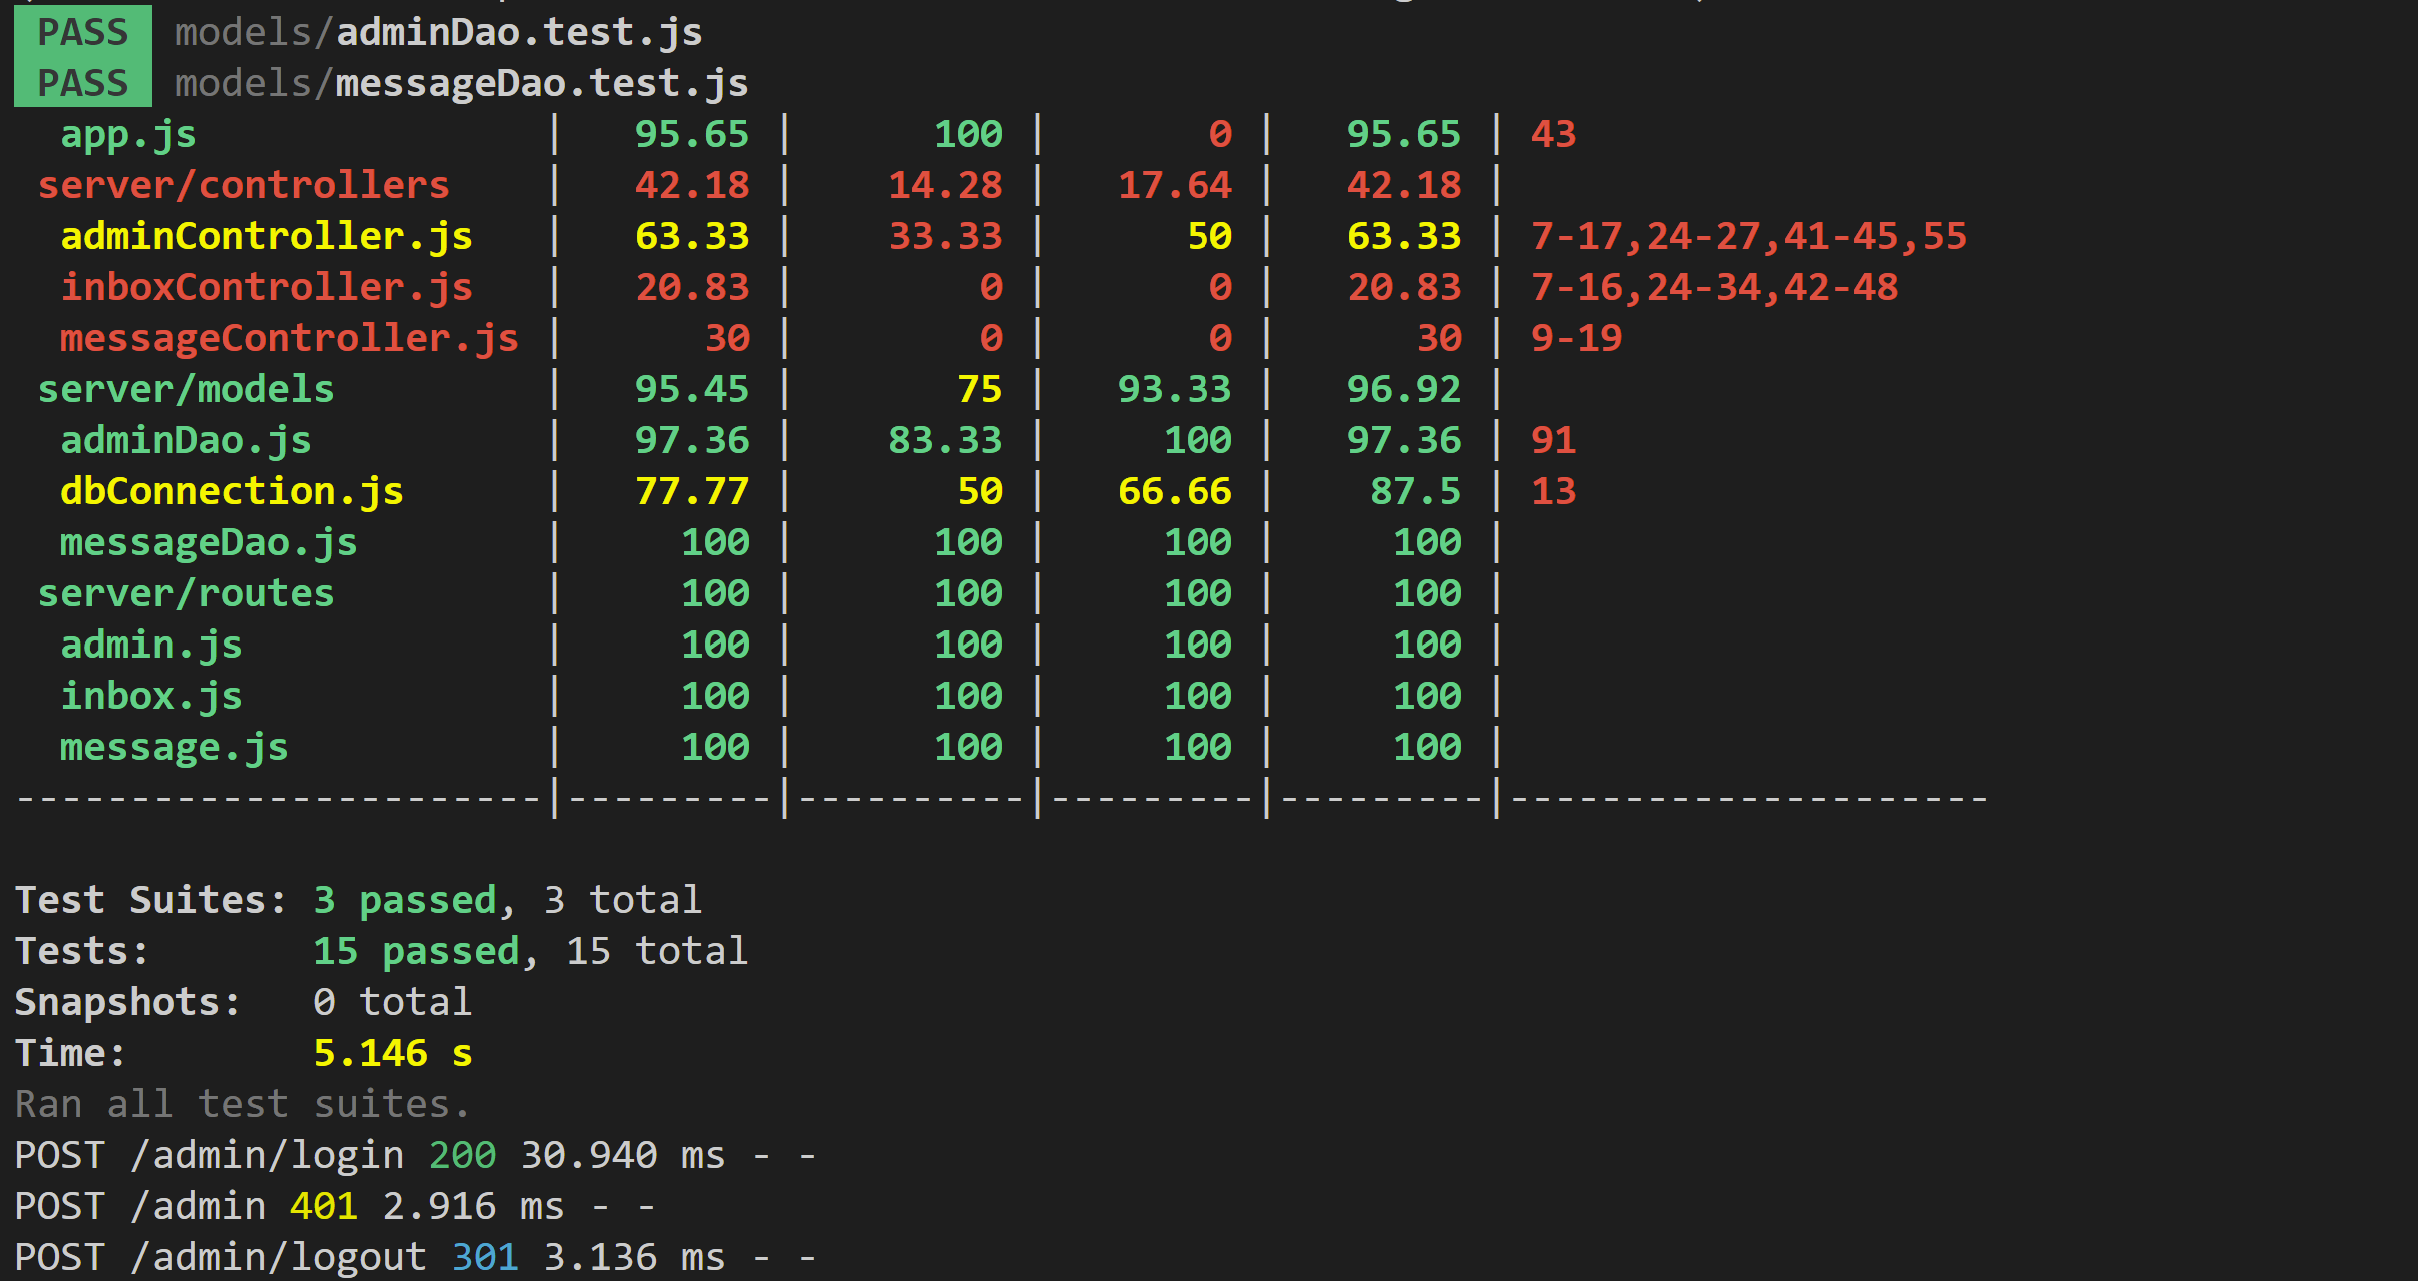 PASS models/adminDao.test.js
PASS models/messageDao.test.js
app.js | 95.65 | 100 | 0 | 95.65 | 43
server/controllers | 42.18 | 14.28 | 17.64 | 42.18 |
adminController.js | 63.33 | 33.33 | 50 | 63.33 | 7-17,24-27,41-45,55
inboxController.js | 20.83 | 0 | 0 | 20.83 | 7-16,24-34,42-48
messageController.js | 30 | 0 | 0 | 30 | 9-19
server/models | 95.45 | 75 | 93.33 | 96.92 |
adminDao.js | 97.36 | 83.33 | 100 | 97.36 | 91
dbConnection.js | 77.77 | 50 | 66.66 | 87.5 | 13
messageDao.js | 100 | 100 | 100 | 100 |
server/routes | 100 | 100 | 100 | 100 |
admin.js | 100 | 100 | 100 | 100 |
inbox.js | 100 | 100 | 100 | 100 |
message.js | 100 | 100 | 100 | 100 |
-----------------------|---------|----------|---------|---------|---------------------
Test Suites: 3 passed, 3 total
Tests: 15 passed, 15 total
Snapshots: 0 total
Time: 5.146 s
Ran all test suites.
POST /admin/login 200 30.940 ms - -
POST /admin 401 2.916 ms - -
POST /admin/logout 301 3.136 ms - -